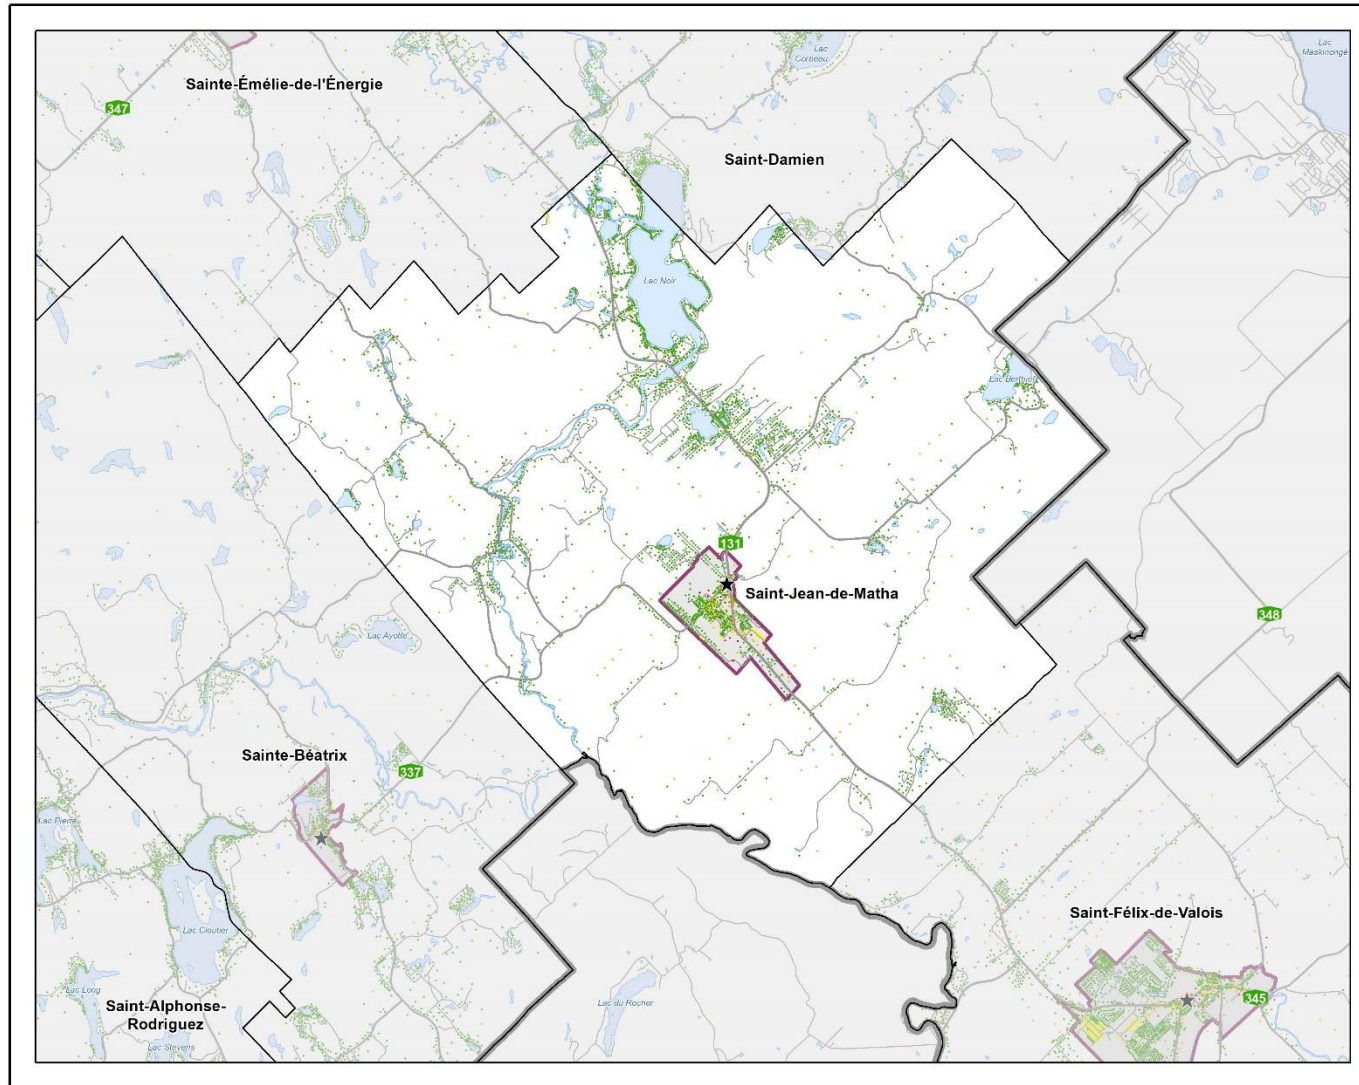 Lac
Corbeau
Lac
Maskinongé
Sainte-Émélie-de-l'Énergie
347
Saint-Damien
Lac Noir
Lac Berthier
131
Saint-Jean-de-Matha
348
Lac Ayotte
Sainte-Béatrix
337
Lac Pierre
Saint-Félix-de-Valois
Lac Cloutier
Lac Long
Saint-Alphonse-
Rodriguez
Lac du Rocher
345
Lac Stevens